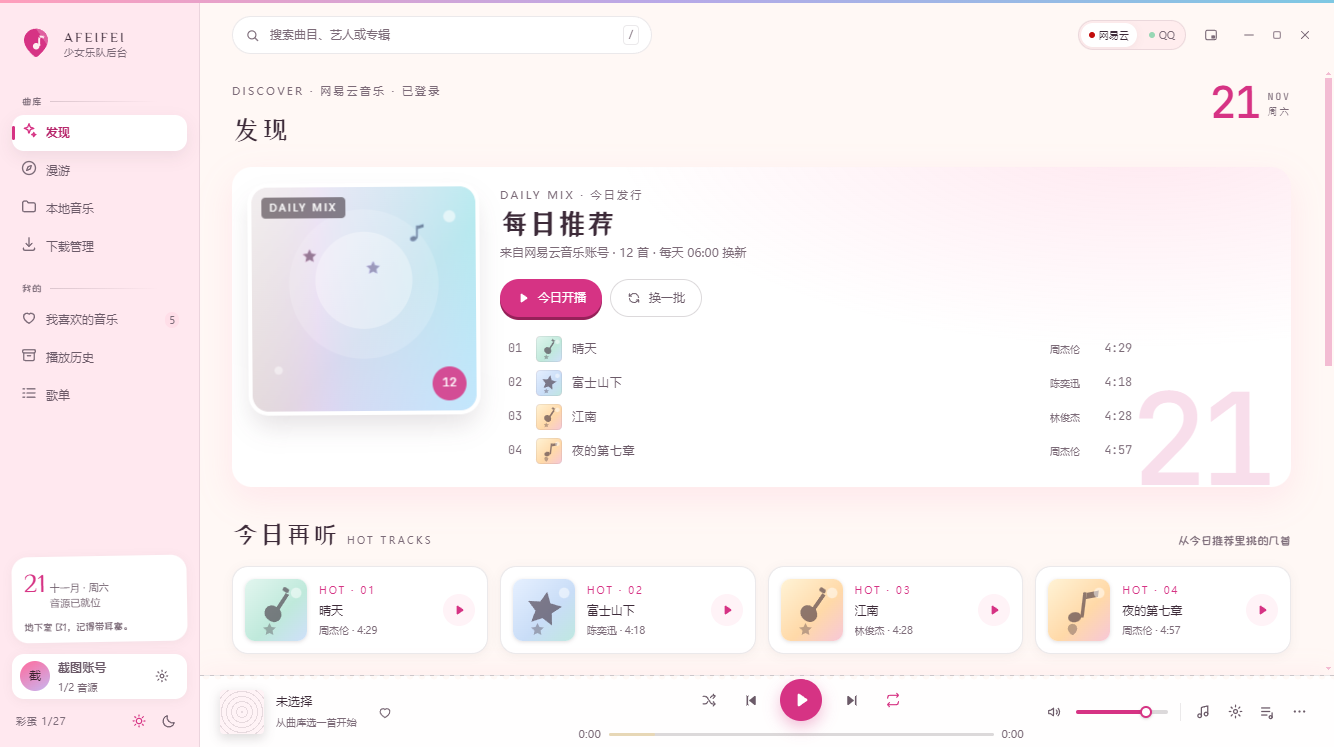 AFEIFEI
少女乐队后台
曲库
发现
漫游
本地音乐
下载管理
我的
我喜欢的音乐 5
播放历史
歌单
21 十一月 · 周六
音源已就位
地下室 B1，记得带耳塞。
截 截图账号
1/2 音源
彩蛋 1/27
搜索曲目、艺人或专辑 /
网易云 QQ
DISCOVER · 网易云音乐 · 已登录
发现
21 NOV
周六
DAILY MIX
12
DAILY MIX · 今日发行
每日推荐
来自网易云音乐账号 · 12 首 · 每天 06:00 换新
今日开播 换一批
01 晴天 周杰伦 4:29
02 富士山下 陈奕迅 4:18
03 江南 林俊杰 4:28
04 夜的第七章 周杰伦 4:57
21
今日再听 HOT TRACKS 从今日推荐里挑的几首
HOT · 01
晴天
周杰伦 · 4:29
HOT · 02
富士山下
陈奕迅 · 4:18
HOT · 03
江南
林俊杰 · 4:28
HOT · 04
夜的第七章
周杰伦 · 4:57
未选择
从曲库选一首开始
0:00 0:00